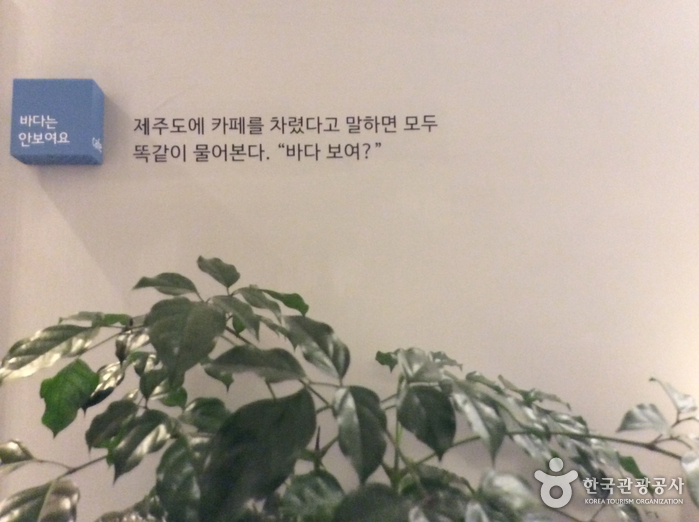 바다는
안보여요
제주도에 카페를 차렸다고 말하면 모두
똑같이 물어본다. “바다 보여?”
한국관광공사
KOREA TOURISM ORGANIZATION